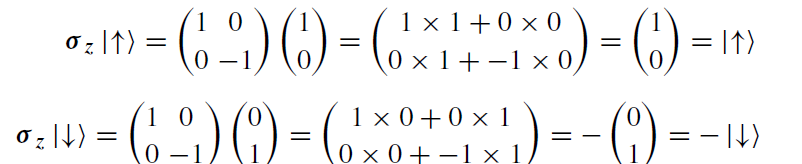 σ_z |↑⟩ = (1 0; 0 −1) (1; 0) = (1 × 1 + 0 × 0; 0 × 1 + −1 × 0) = (1; 0) = |↑⟩
σ_z |↓⟩ = (1 0; 0 −1) (0; 1) = (1 × 0 + 0 × 1; 0 × 0 + −1 × 1) = −(0; 1) = −|↓⟩